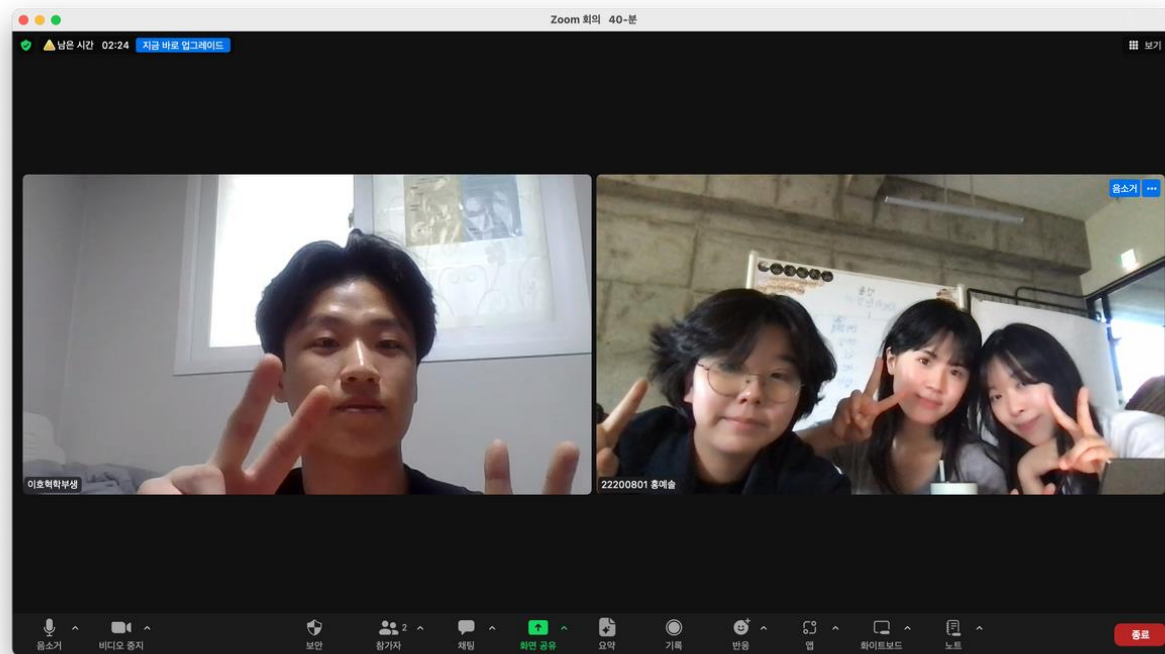 Zoom 회의 40-분
남은 시간 02:24 지금 바로 업그레이드
보기
음소거 ···
이호혁학부생
22200801 홍예솔
음소거
비디오 중지
보안
참가자 2
채팅
화면 공유
요약
기록
반응
앱
화이트보드
노트
종료